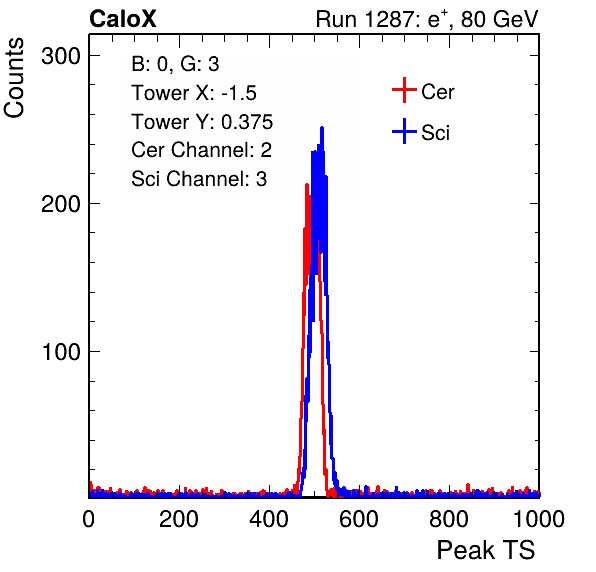 CaloX
Run 1287: e⁺, 80 GeV
Counts
300
200
100
B: 0, G: 3
Tower X: -1.5
Tower Y: 0.375
Cer Channel: 2
Sci Channel: 3
Cer
Sci
0 200 400 600 800 1000
Peak TS